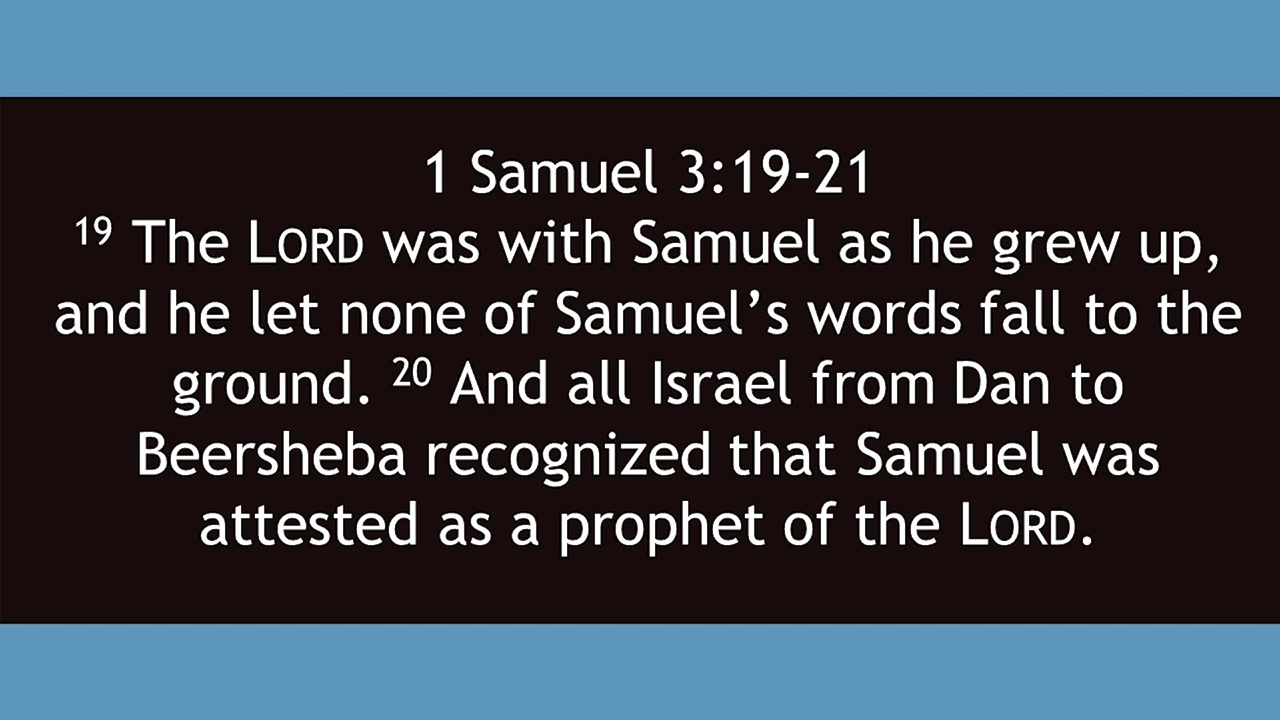 1 Samuel 3:19-21
19 The LORD was with Samuel as he grew up,
and he let none of Samuel’s words fall to the
ground. 20 And all Israel from Dan to
Beersheba recognized that Samuel was
attested as a prophet of the LORD.